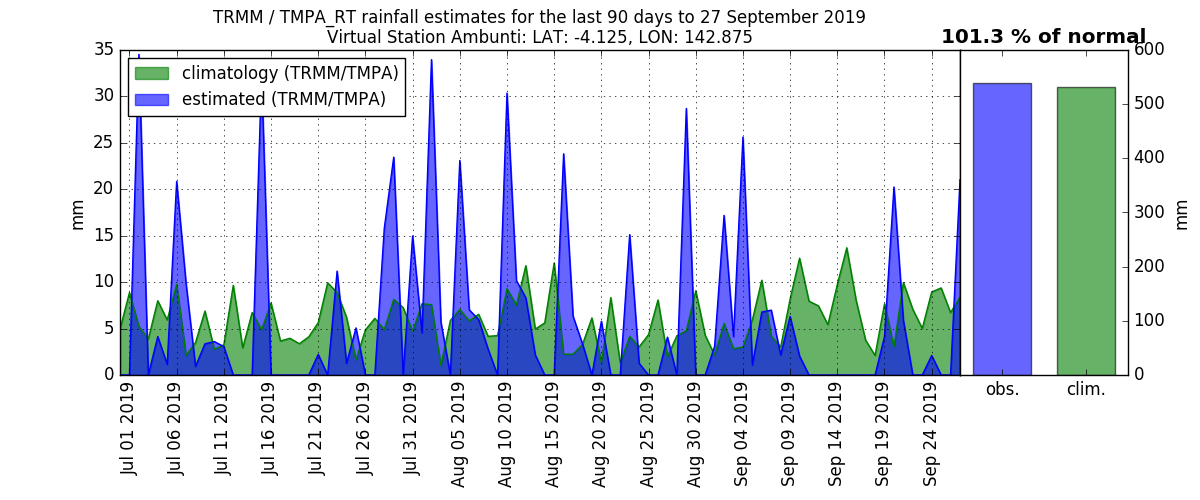 TRMM / TMPA_RT rainfall estimates for the last 90 days to 27 September 2019
Virtual Station Ambunti: LAT: -4.125, LON: 142.875
101.3 % of normal
climatology (TRMM/TMPA)
estimated (TRMM/TMPA)
35
30
25
20
15
10
5
0
mm
Jul 01 2019
Jul 06 2019
Jul 11 2019
Jul 16 2019
Jul 21 2019
Jul 26 2019
Jul 31 2019
Aug 05 2019
Aug 10 2019
Aug 15 2019
Aug 20 2019
Aug 25 2019
Aug 30 2019
Sep 04 2019
Sep 09 2019
Sep 14 2019
Sep 19 2019
Sep 24 2019
obs.
clim.
600
500
400
300
200
100
0
mm